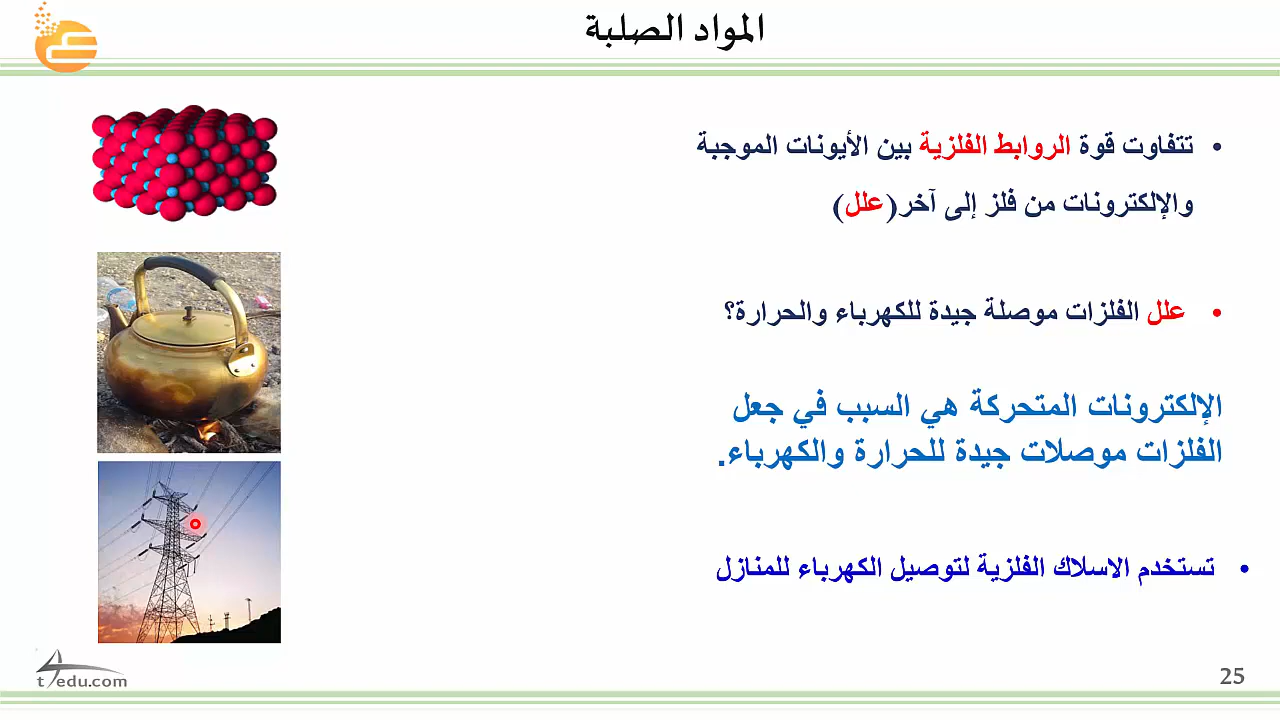 المواد الصلبة
• تتفاوت قوة الروابط الفلزية بين الأيونات الموجبة
والإلكترونات من فلز إلى آخر(علل)
• علل الفلزات موصلة جيدة للكهرباء والحرارة؟
الإلكترونات المتحركة هي السبب في جعل
الفلزات موصلات جيدة للحرارة والكهرباء.
• تستخدم الاسلاك الفلزية لتوصيل الكهرباء للمنازل
t4edu.com
25